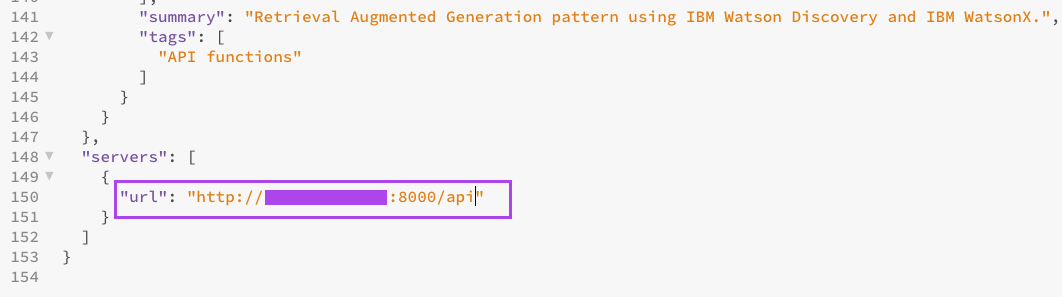 141 "summary": "Retrieval Augmented Generation pattern using IBM Watson Discovery and IBM WatsonX.",
142 "tags": [
143 "API functions"
144 ]
145 }
146 }
147 },
148 "servers": [
149 {
150 "url": "http:// :8000/api"
151 }
152 ]
153 }
154